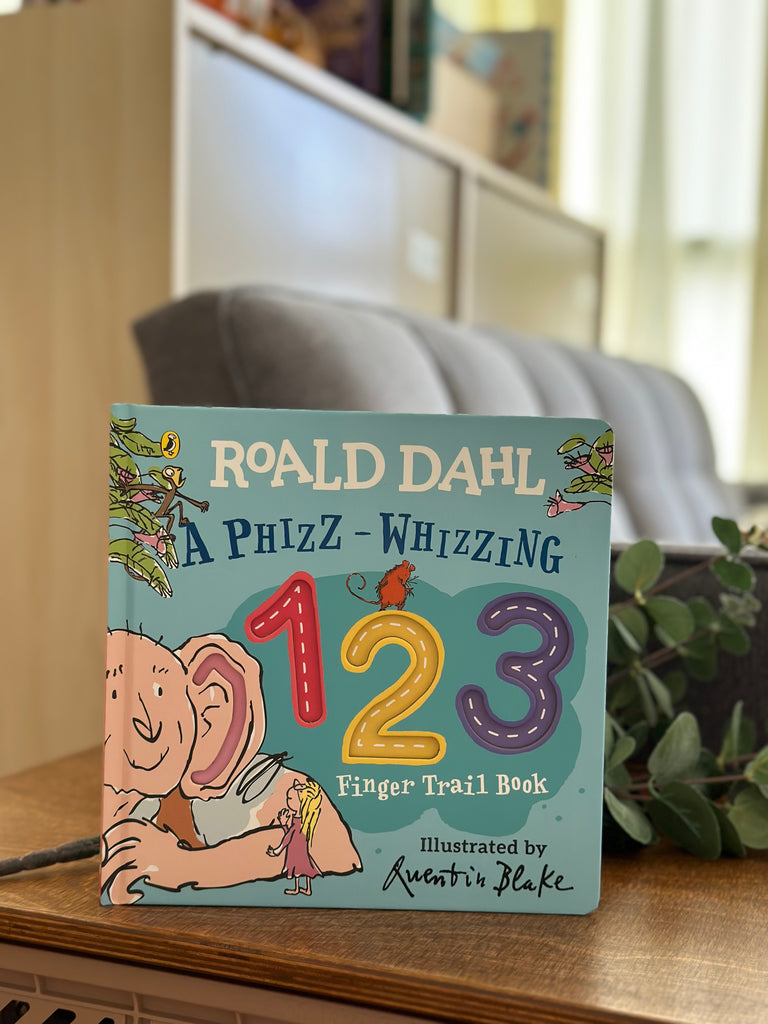 ROALD DAHL
A PHIZZ-WHIZZING
123
Finger Trail Book
Illustrated by
Quentin Blake